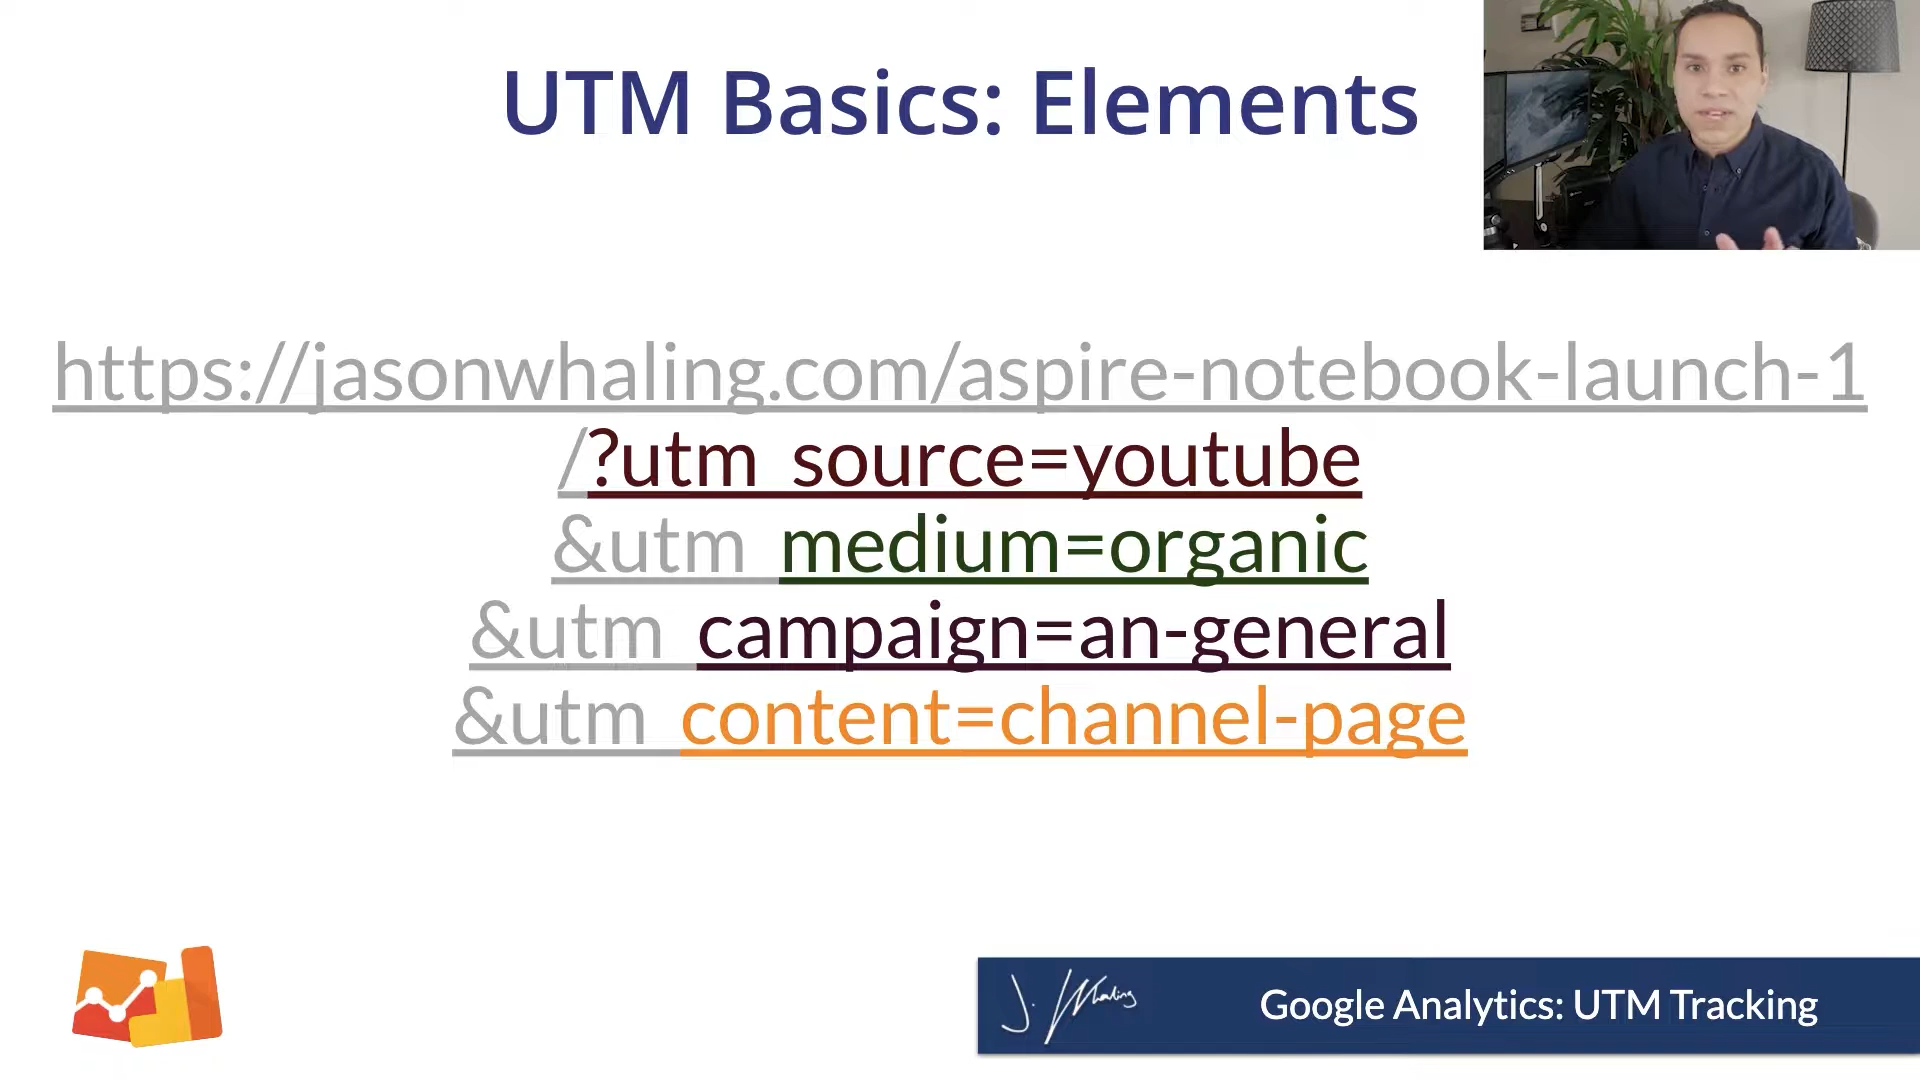 UTM Basics: Elements
https://jasonwhaling.com/aspire-notebook-launch-1
/?utm_source=youtube
&utm_medium=organic
&utm_campaign=an-general
&utm_content=channel-page
J. Whaling
Google Analytics: UTM Tracking